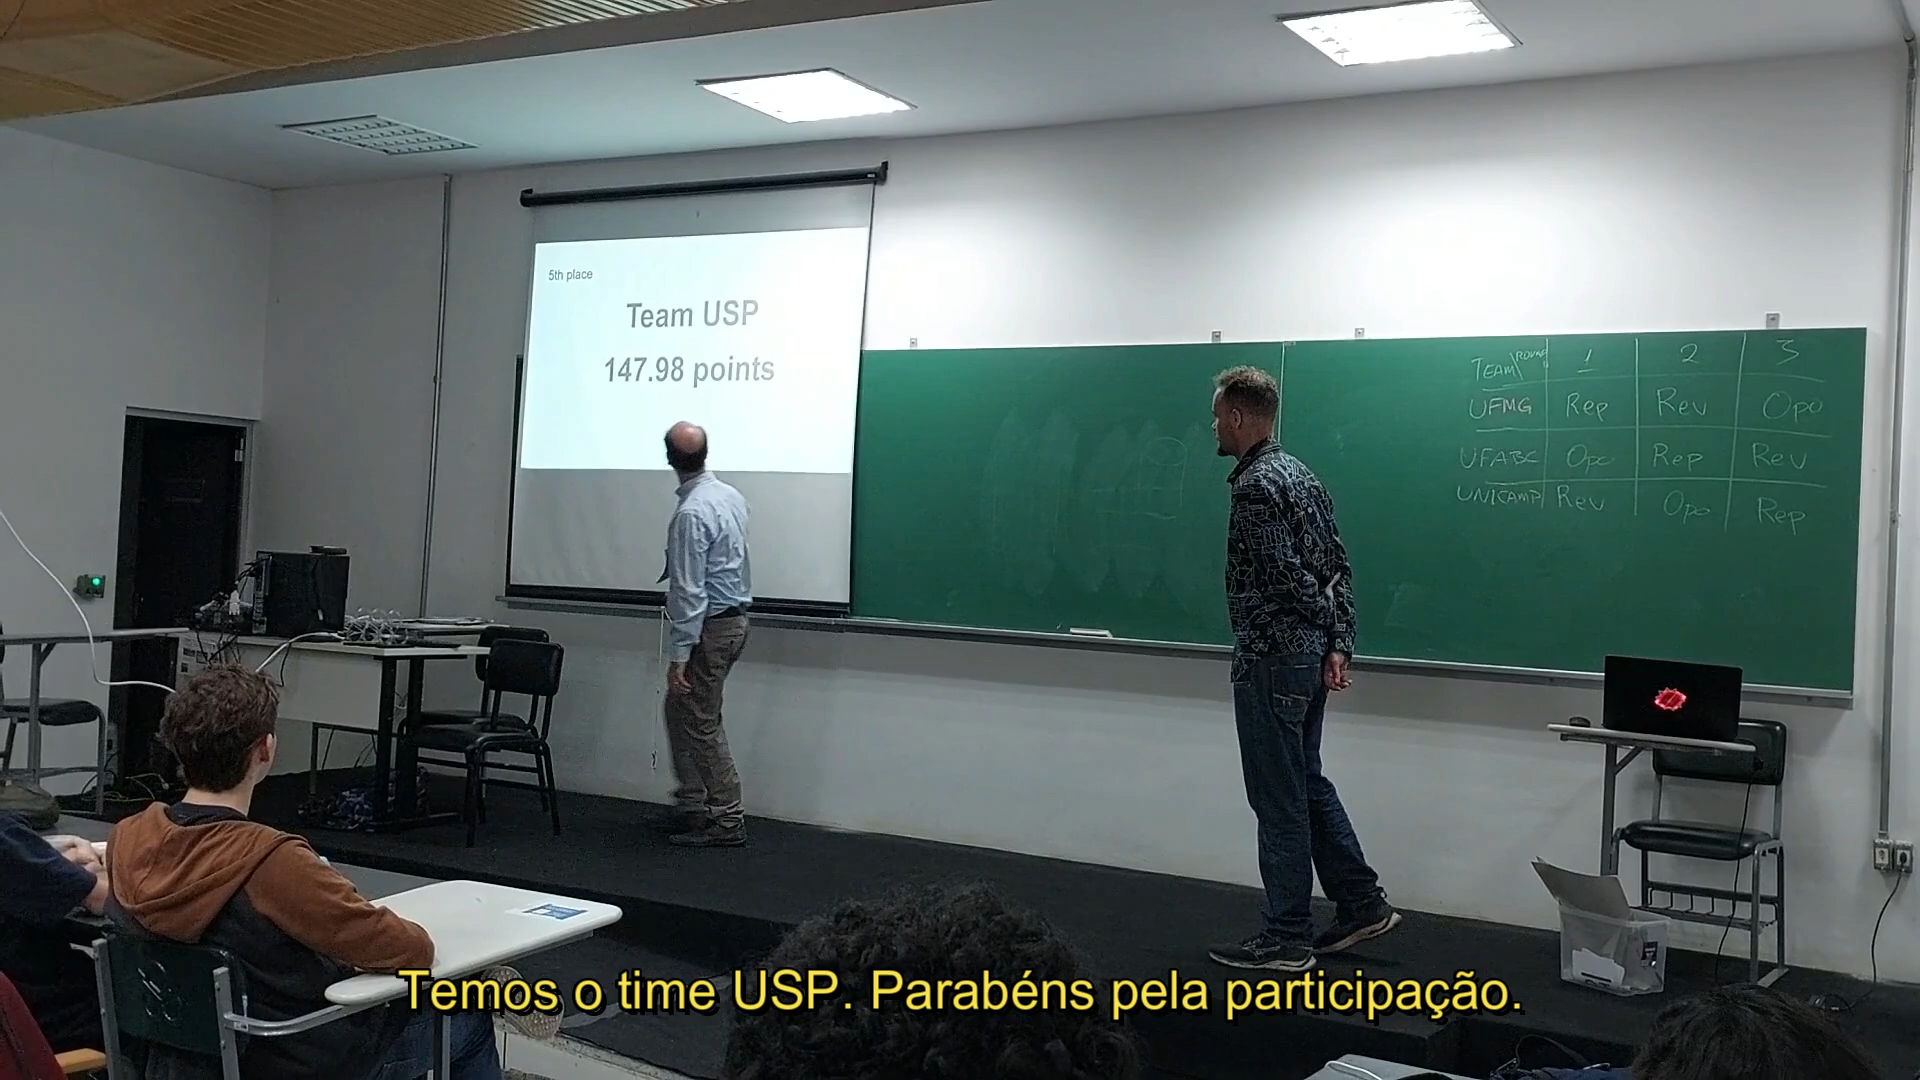 5th place
Team USP
147.98 points
TEAM\ROUND 1 2 3
UFMG Rep Rev Opo
UFABC Opo Rep Rev
UNICAMP Rev Opo Rep
Temos o time USP. Parabéns pela participação.